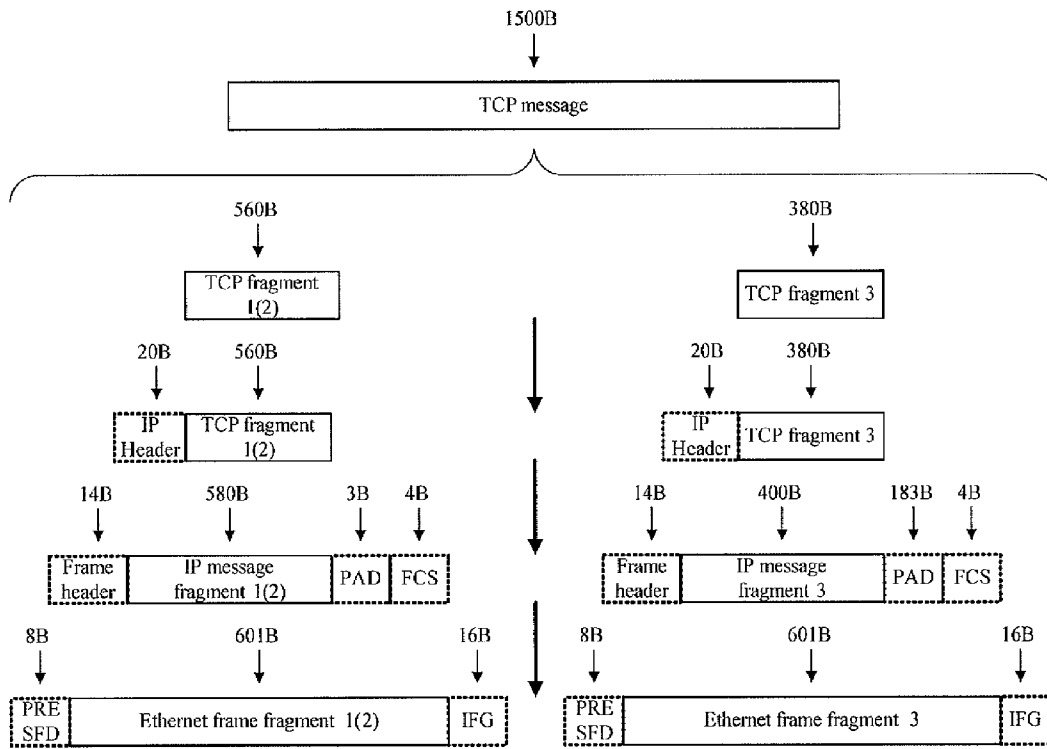 1500B
TCP message
560B 380B
TCP fragment
1(2)
TCP fragment 3
20B 560B 20B 380B
IP
Header
TCP fragment
1(2)
IP
Header
TCP fragment 3
14B 580B 3B 4B 14B 400B 183B 4B
Frame
header
IP message
fragment 1(2)
PAD
FCS
Frame
header
IP message
fragment 3
PAD
FCS
8B 601B 16B 8B 601B 16B
PRE
SFD
Ethernet frame fragment 1(2)
IFG
PRE
SFD
Ethernet frame fragment 3
IFG